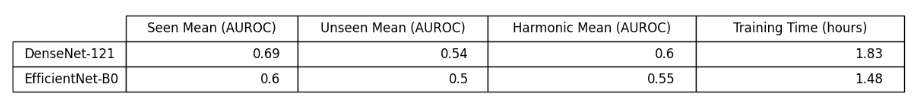 Seen Mean (AUROC) Unseen Mean (AUROC) Harmonic Mean (AUROC) Training Time (hours)
DenseNet-121 0.69 0.54 0.6 1.83
EfficientNet-B0 0.6 0.5 0.55 1.48